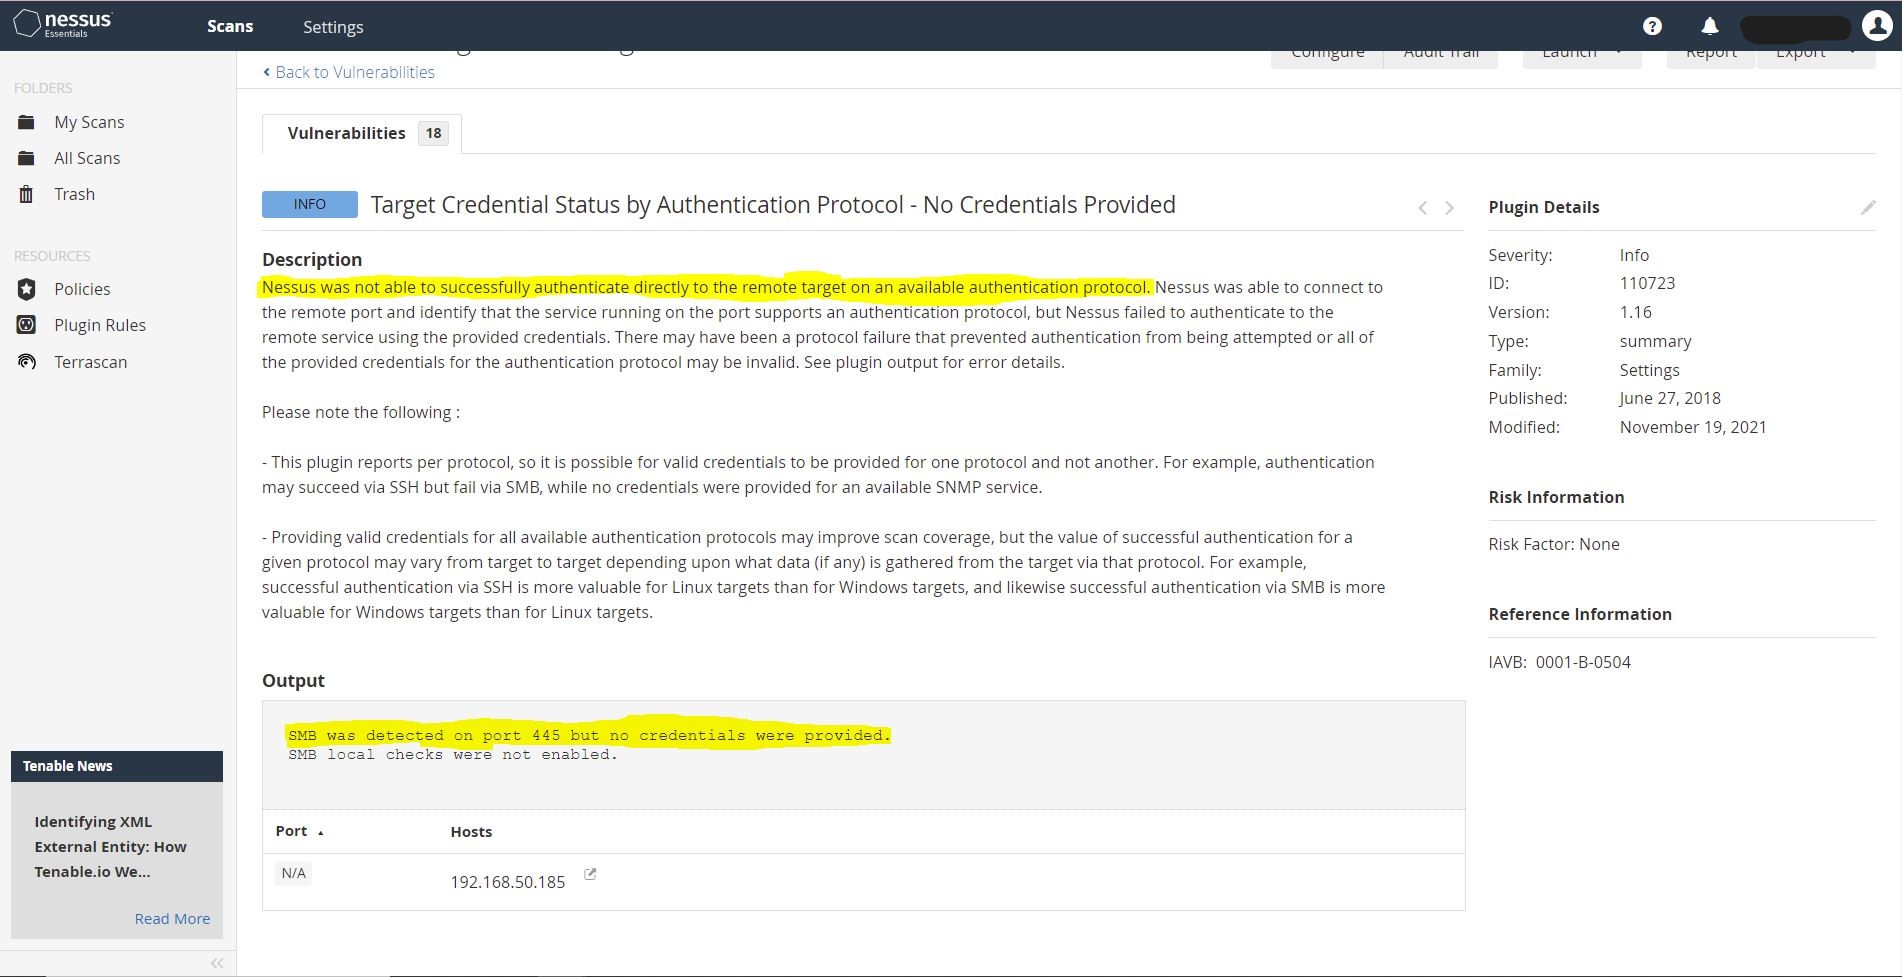 nessus
Essentials
Scans
Settings
Configure
Audit Trail
Launch
Report
Export
Back to Vulnerabilities
FOLDERS
My Scans
All Scans
Trash
RESOURCES
Policies
Plugin Rules
Terrascan
Tenable News
Identifying XML
External Entity: How
Tenable.io We...
Read More
Vulnerabilities 18
INFO Target Credential Status by Authentication Protocol - No Credentials Provided
Description
Nessus was not able to successfully authenticate directly to the remote target on an available authentication protocol. Nessus was able to connect to
the remote port and identify that the service running on the port supports an authentication protocol, but Nessus failed to authenticate to the
remote service using the provided credentials. There may have been a protocol failure that prevented authentication from being attempted or all of
the provided credentials for the authentication protocol may be invalid. See plugin output for error details.
Please note the following :
- This plugin reports per protocol, so it is possible for valid credentials to be provided for one protocol and not another. For example, authentication
may succeed via SSH but fail via SMB, while no credentials were provided for an available SNMP service.
- Providing valid credentials for all available authentication protocols may improve scan coverage, but the value of successful authentication for a
given protocol may vary from target to target depending upon what data (if any) is gathered from the target via that protocol. For example,
successful authentication via SSH is more valuable for Linux targets than for Windows targets, and likewise successful authentication via SMB is more
valuable for Windows targets than for Linux targets.
Output
SMB was detected on port 445 but no credentials were provided.
SMB local checks were not enabled.
Port Hosts
N/A 192.168.50.185
Plugin Details
Severity: Info
ID: 110723
Version: 1.16
Type: summary
Family: Settings
Published: June 27, 2018
Modified: November 19, 2021
Risk Information
Risk Factor: None
Reference Information
IAVB: 0001-B-0504